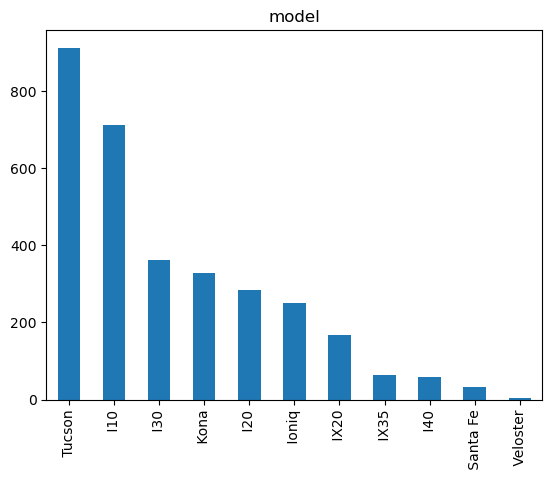 model
800
600
400
200
0
Tucson
I10
I30
Kona
I20
Ioniq
IX20
IX35
I40
Santa Fe
Veloster